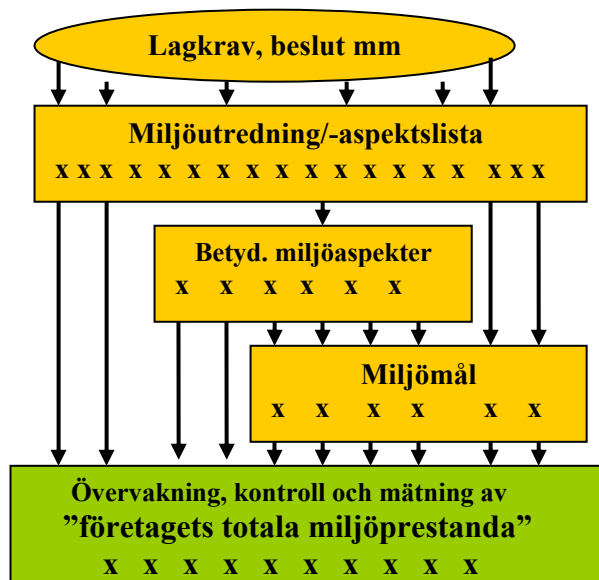 Lagkrav, beslut mm
Miljöutredning/-aspektslista
x x x x x x x x x x x x x x x x x x
Betyd. miljöaspekter
x x x x x x
Miljömål
x x x x x x
Övervakning, kontroll och mätning av
”företagets totala miljöprestanda”
x x x x x x x x x x